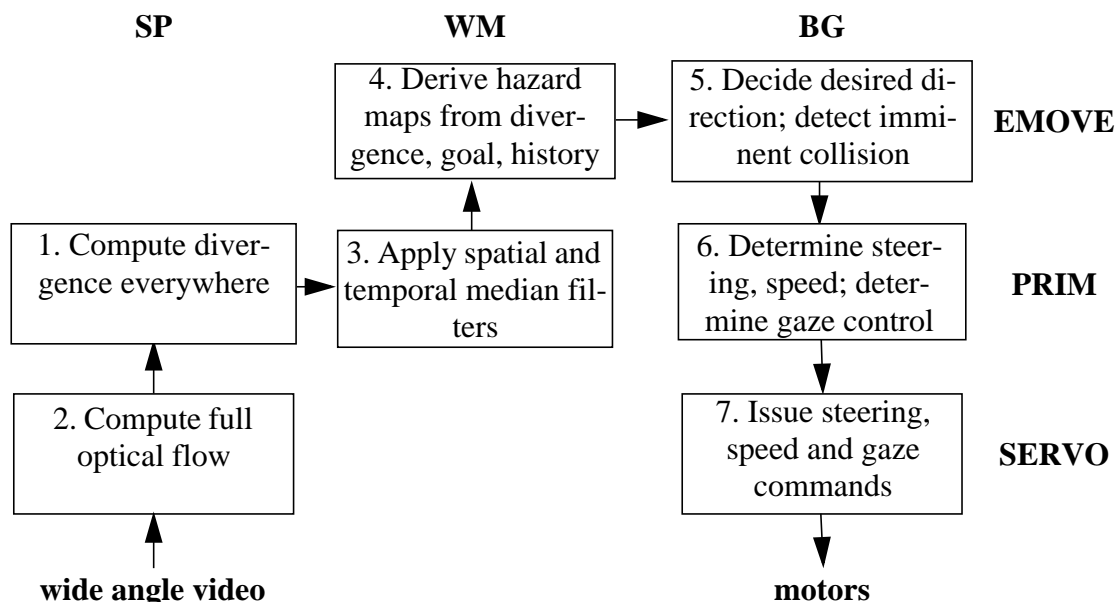 SP
WM
BG
4. Derive hazard
maps from diver-
gence, goal, history
5. Decide desired di-
rection; detect immi-
nent collision
EMOVE
1. Compute diver-
gence everywhere
3. Apply spatial and
temporal median fil-
ters
6. Determine steer-
ing, speed; deter-
mine gaze control
PRIM
2. Compute full
optical flow
7. Issue steering,
speed and gaze
commands
SERVO
wide angle video
motors